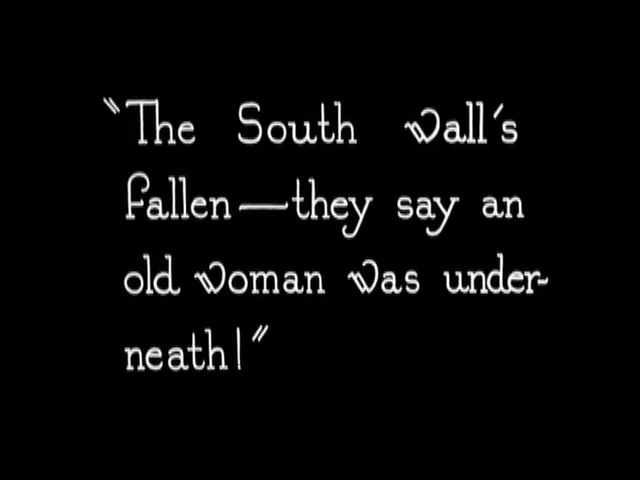 "The South wall's
fallen—they say an
old woman was under-
neath!"